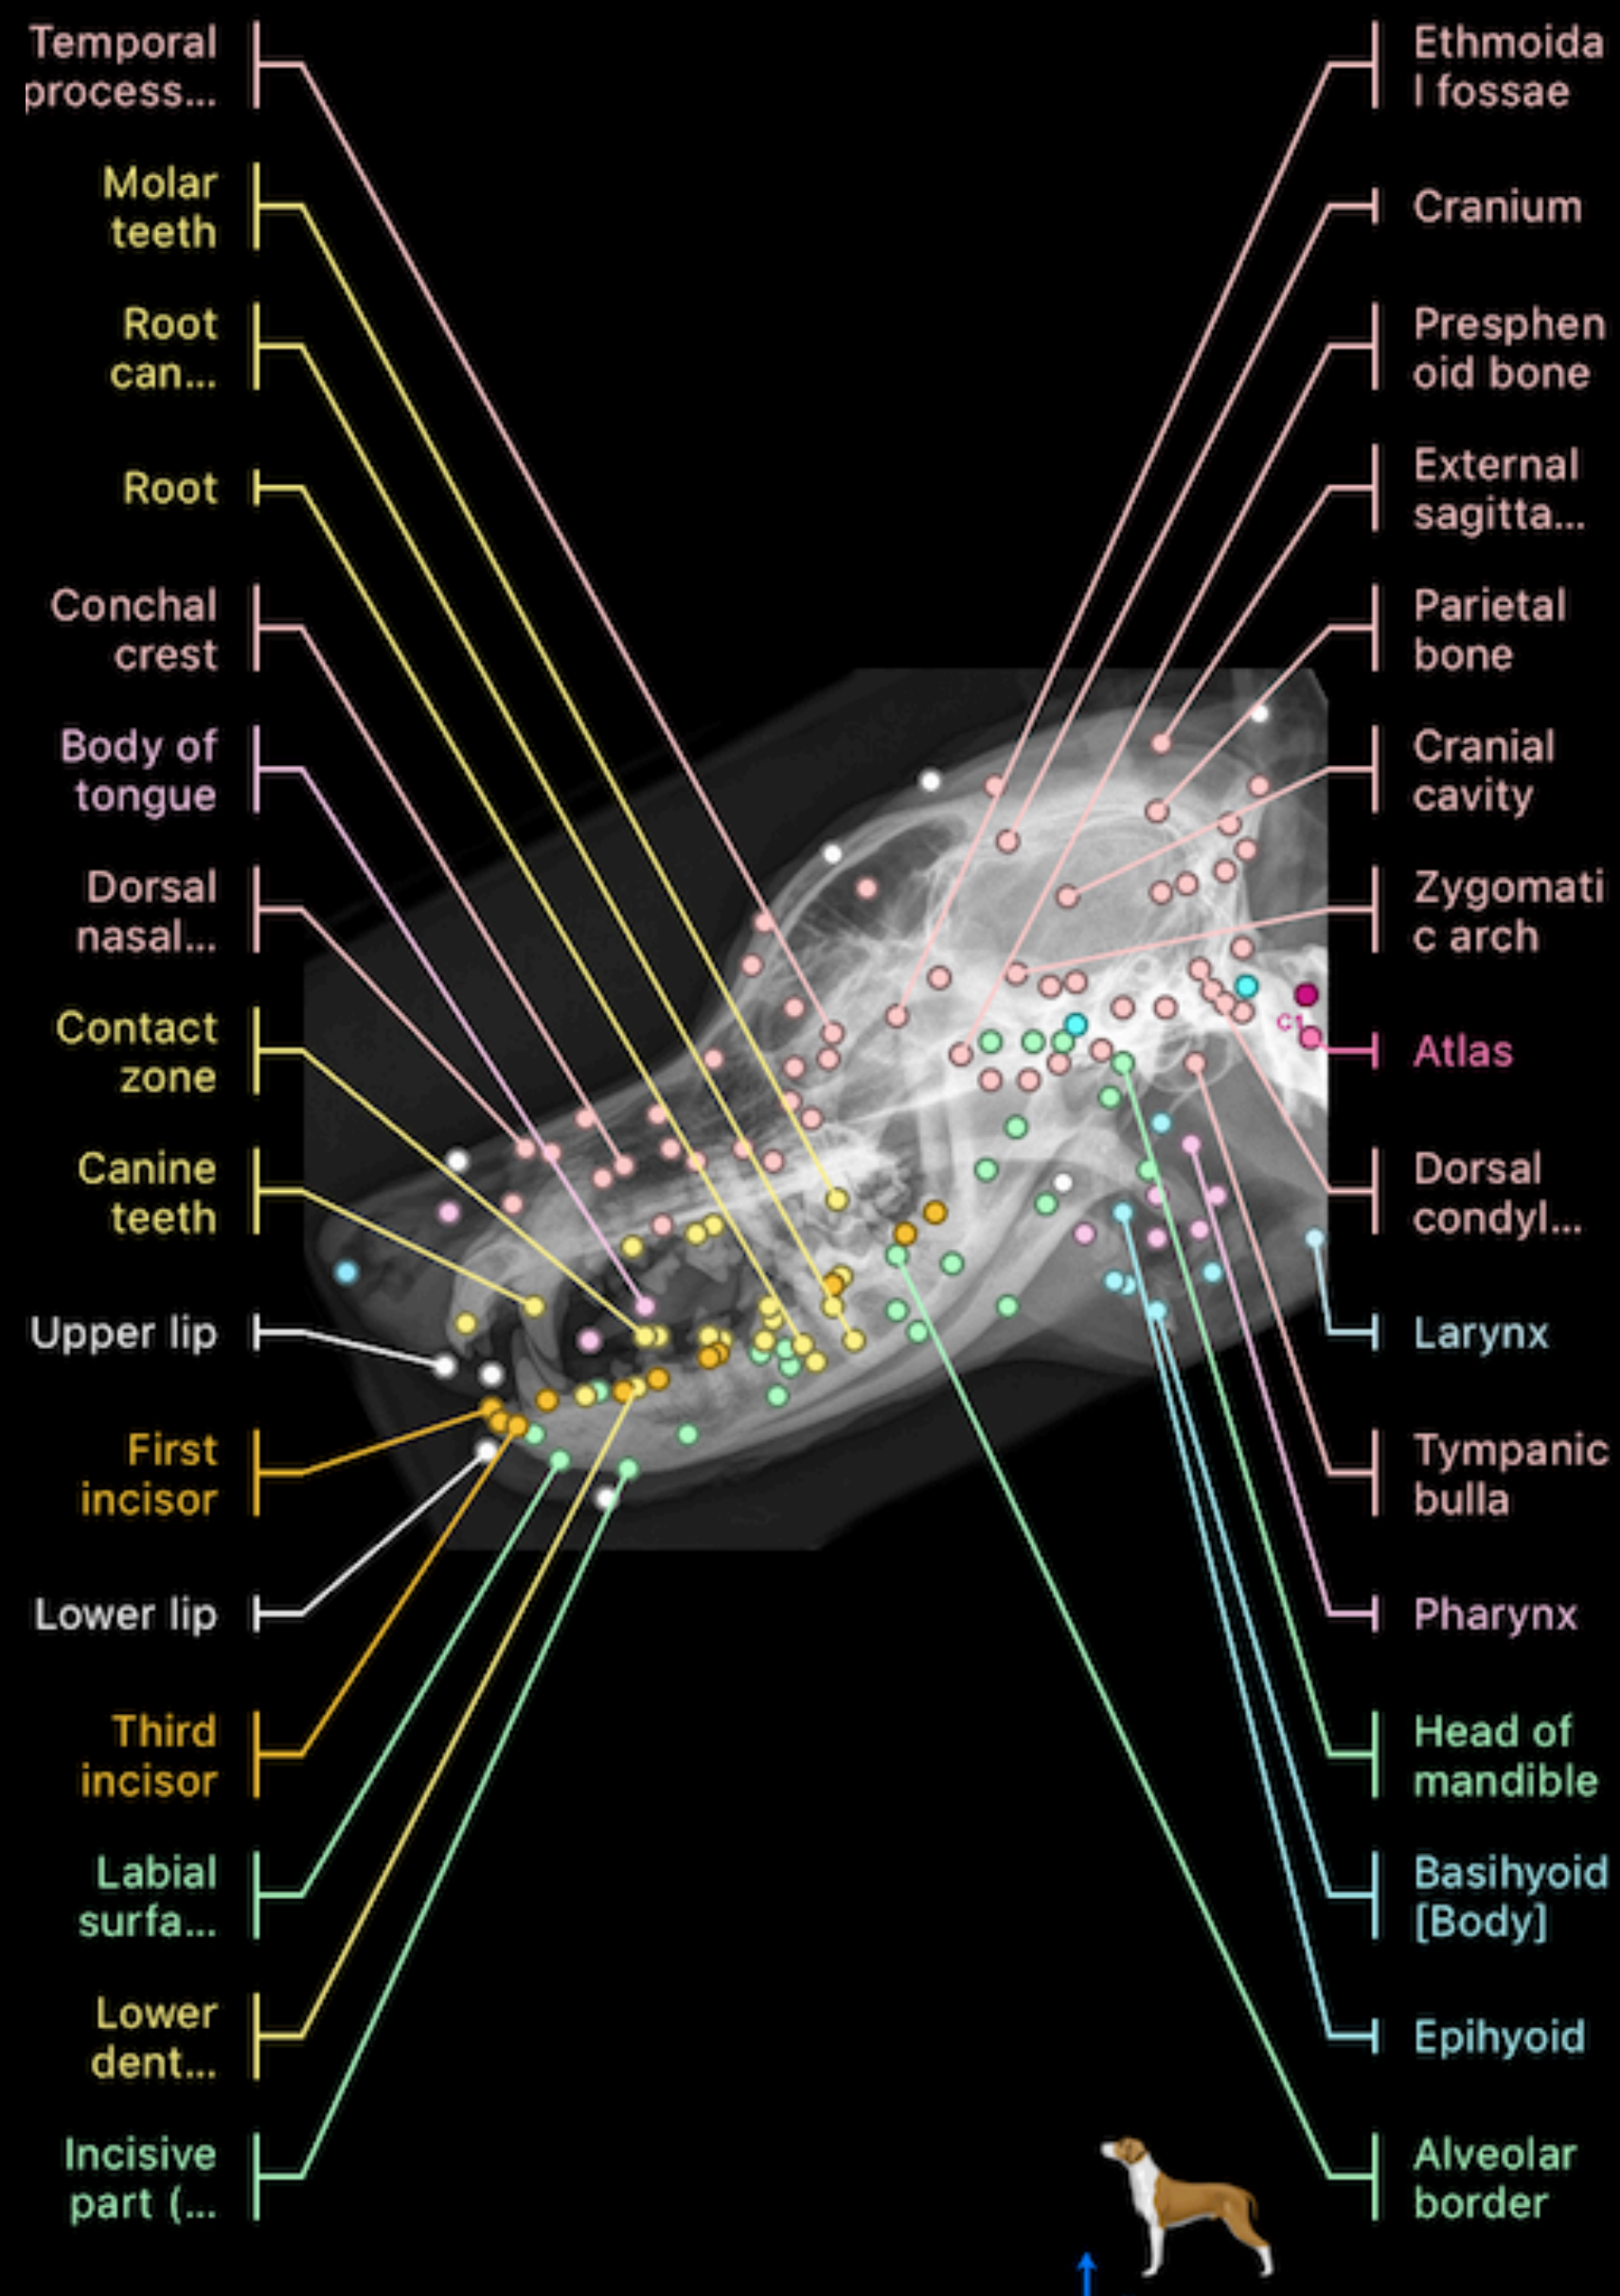 Temporal
process...
Molar
teeth
Root
can...
Root
Conchal
crest
Body of
tongue
Dorsal
nasal...
Contact
zone
Canine
teeth
Upper lip
First
incisor
Lower lip
Third
incisor
Labial
surfa...
Lower
dent...
Incisive
part (...
Ethmoida
l fossae
Cranium
Presphen
oid bone
External
sagitta...
Parietal
bone
Cranial
cavity
Zygomati
c arch
C1
Atlas
Dorsal
condyl...
Larynx
Tympanic
bulla
Pharynx
Head of
mandible
Basihyoid
[Body]
Epihyoid
Alveolar
border